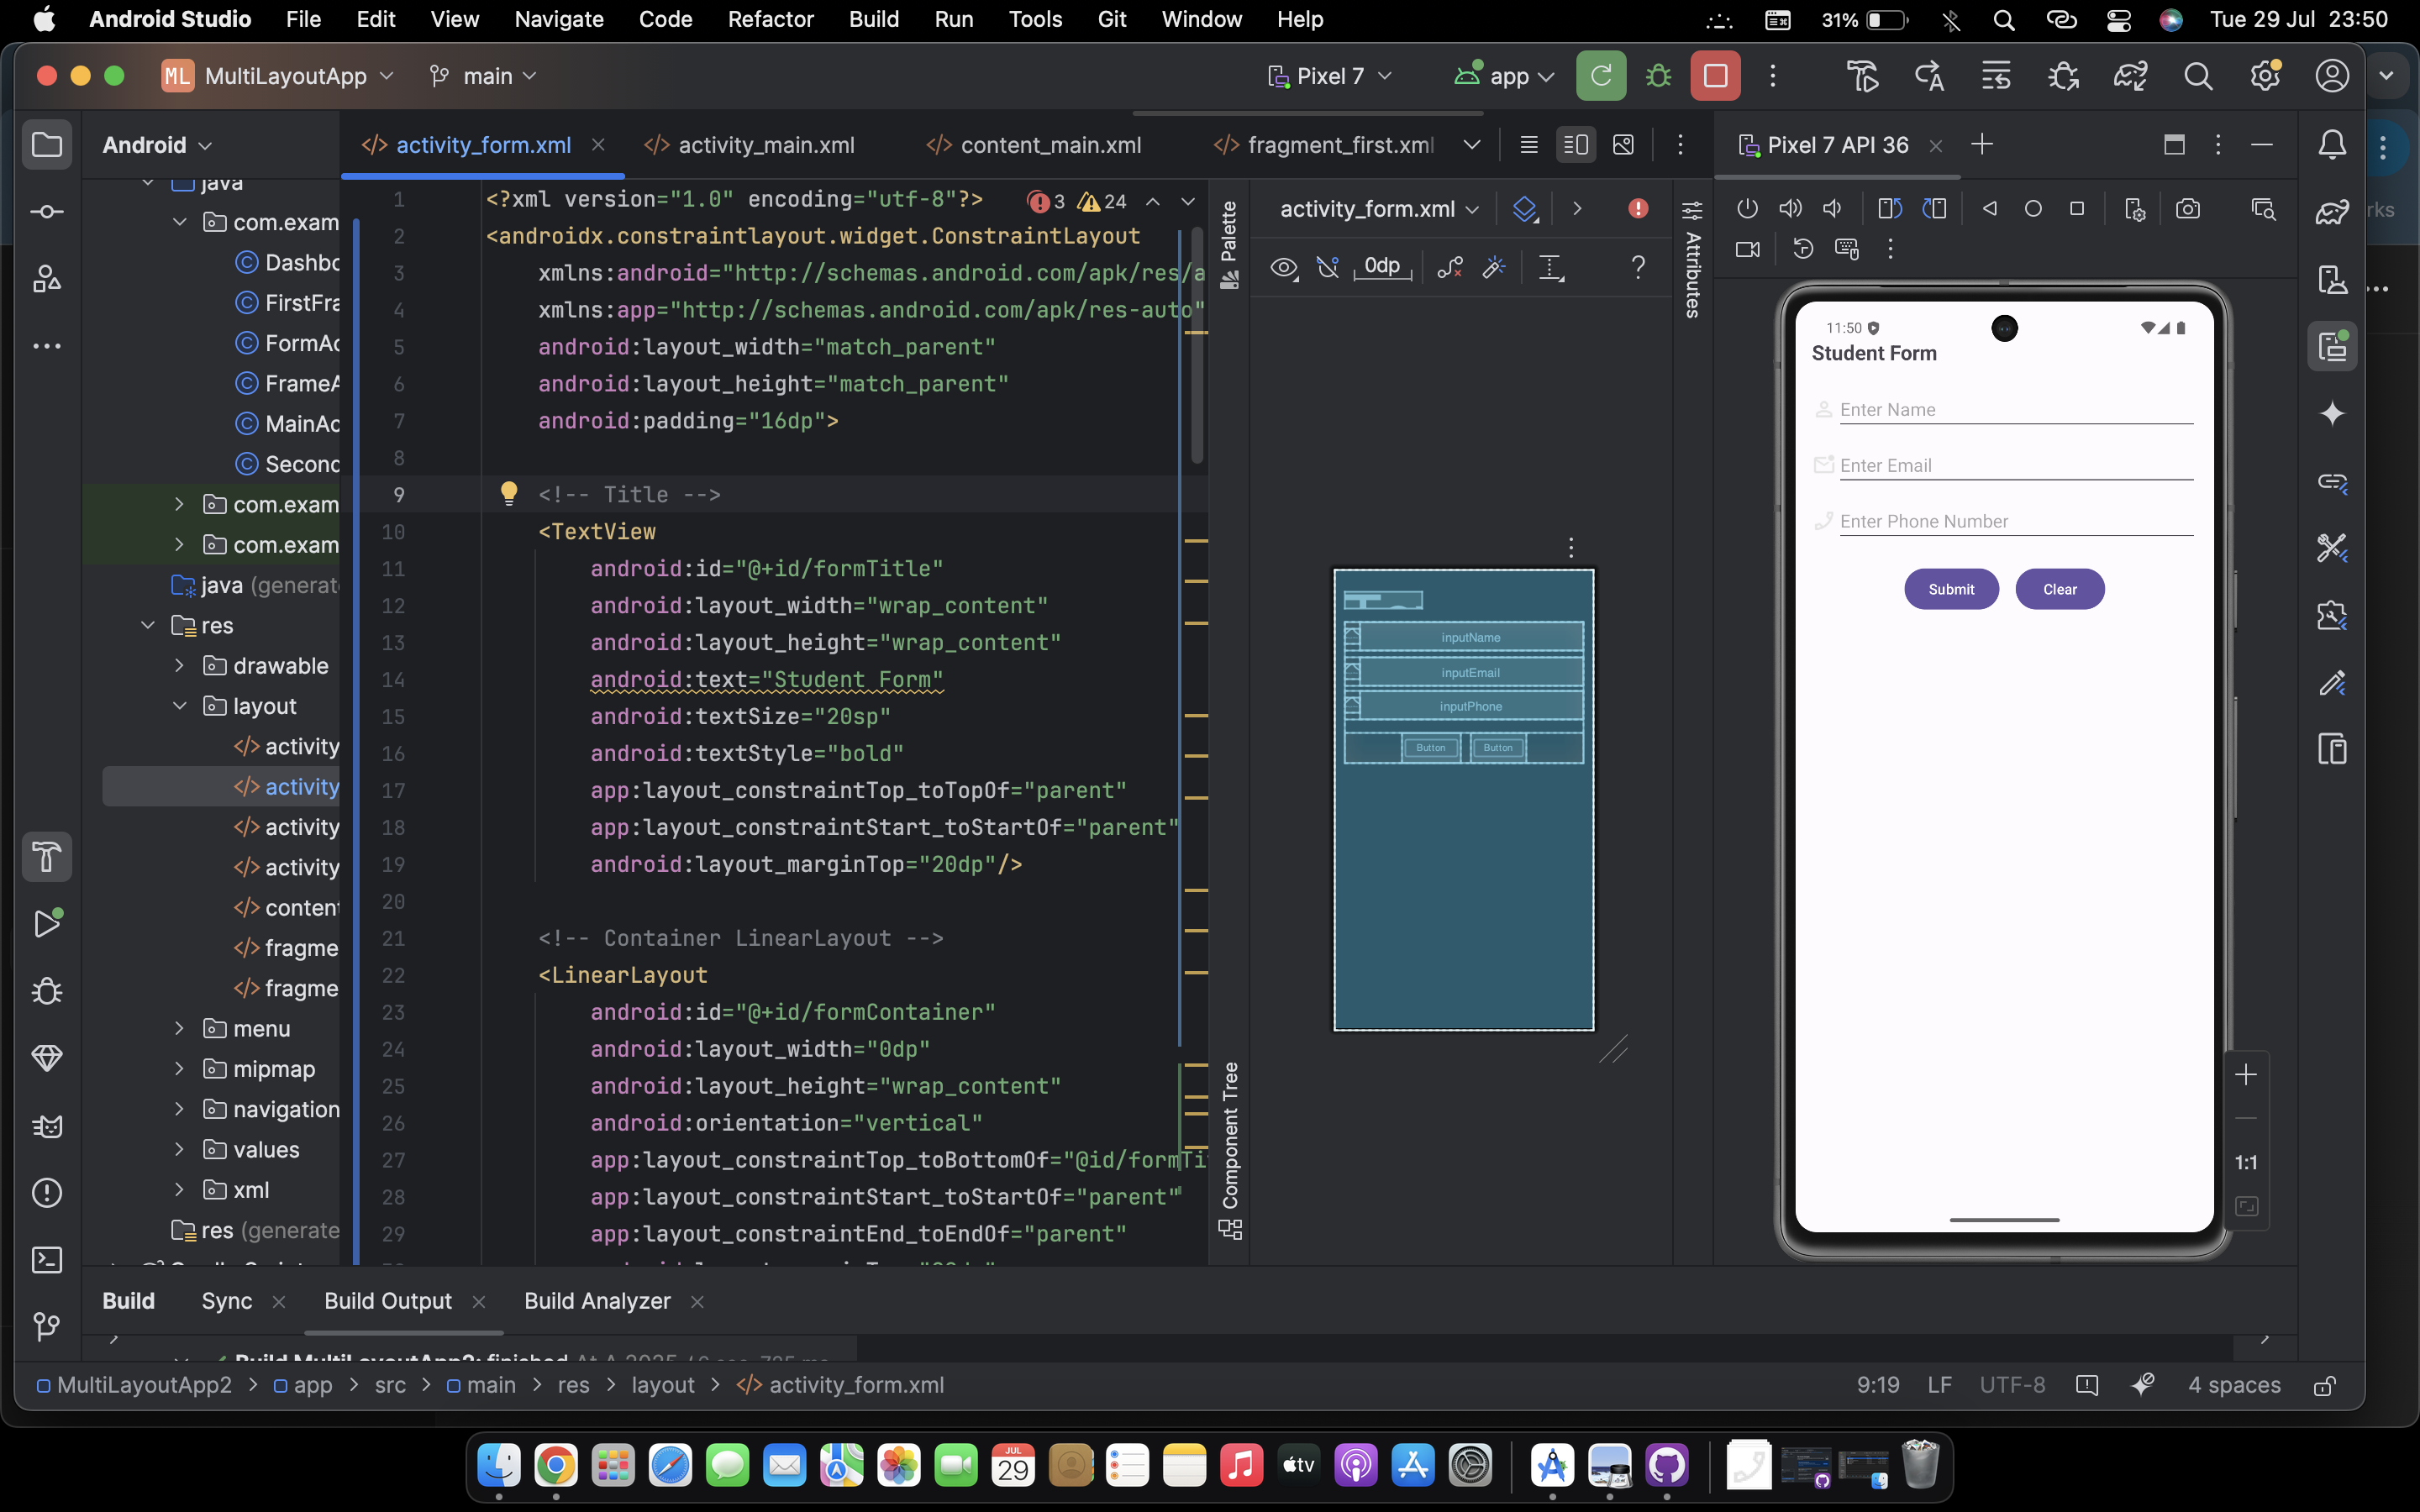 Android Studio File Edit View Navigate Code Refactor Build Run Tools Git Window Help 31% Tue 29 Jul 23:50
ML MultiLayoutApp main Pixel 7 app
Android
activity_form.xml activity_main.xml content_main.xml fragment_first.xml
Pixel 7 API 36
java
com.exam
Dashbo
FirstFra
FormAc
FrameA
MainAc
Second
com.exam
com.exam
java (generate
res
drawable
layout
activity
activity
activity
activity
content
fragme
fragme
menu
mipmap
navigation
values
xml
res (generate
3 24
1 <?xml version="1.0" encoding="utf-8"?>
2 <androidx.constraintlayout.widget.ConstraintLayout
3 xmlns:android="http://schemas.android.com/apk/res/a
4 xmlns:app="http://schemas.android.com/apk/res-auto"
5 android:layout_width="match_parent"
6 android:layout_height="match_parent"
7 android:padding="16dp">
8
9 <!-- Title -->
10 <TextView
11 android:id="@+id/formTitle"
12 android:layout_width="wrap_content"
13 android:layout_height="wrap_content"
14 android:text="Student Form"
15 android:textSize="20sp"
16 android:textStyle="bold"
17 app:layout_constraintTop_toTopOf="parent"
18 app:layout_constraintStart_toStartOf="parent"
19 android:layout_marginTop="20dp"/>
20
21 <!-- Container LinearLayout -->
22 <LinearLayout
23 android:id="@+id/formContainer"
24 android:layout_width="0dp"
25 android:layout_height="wrap_content"
26 android:orientation="vertical"
27 app:layout_constraintTop_toBottomOf="@id/formTi
28 app:layout_constraintStart_toStartOf="parent"
29 app:layout_constraintEnd_toEndOf="parent"
Palette
Component Tree
activity_form.xml
0dp
?
Attributes
inputName
inputEmail
inputPhone
Button Button
11:50
Student Form
Enter Name
Enter Email
Enter Phone Number
Submit Clear
1:1
rks
Build Sync Build Output Build Analyzer
MultiLayoutApp2 > app > src > main > res > layout > activity_form.xml
9:19 LF UTF-8 4 spaces
JUL
29
tv